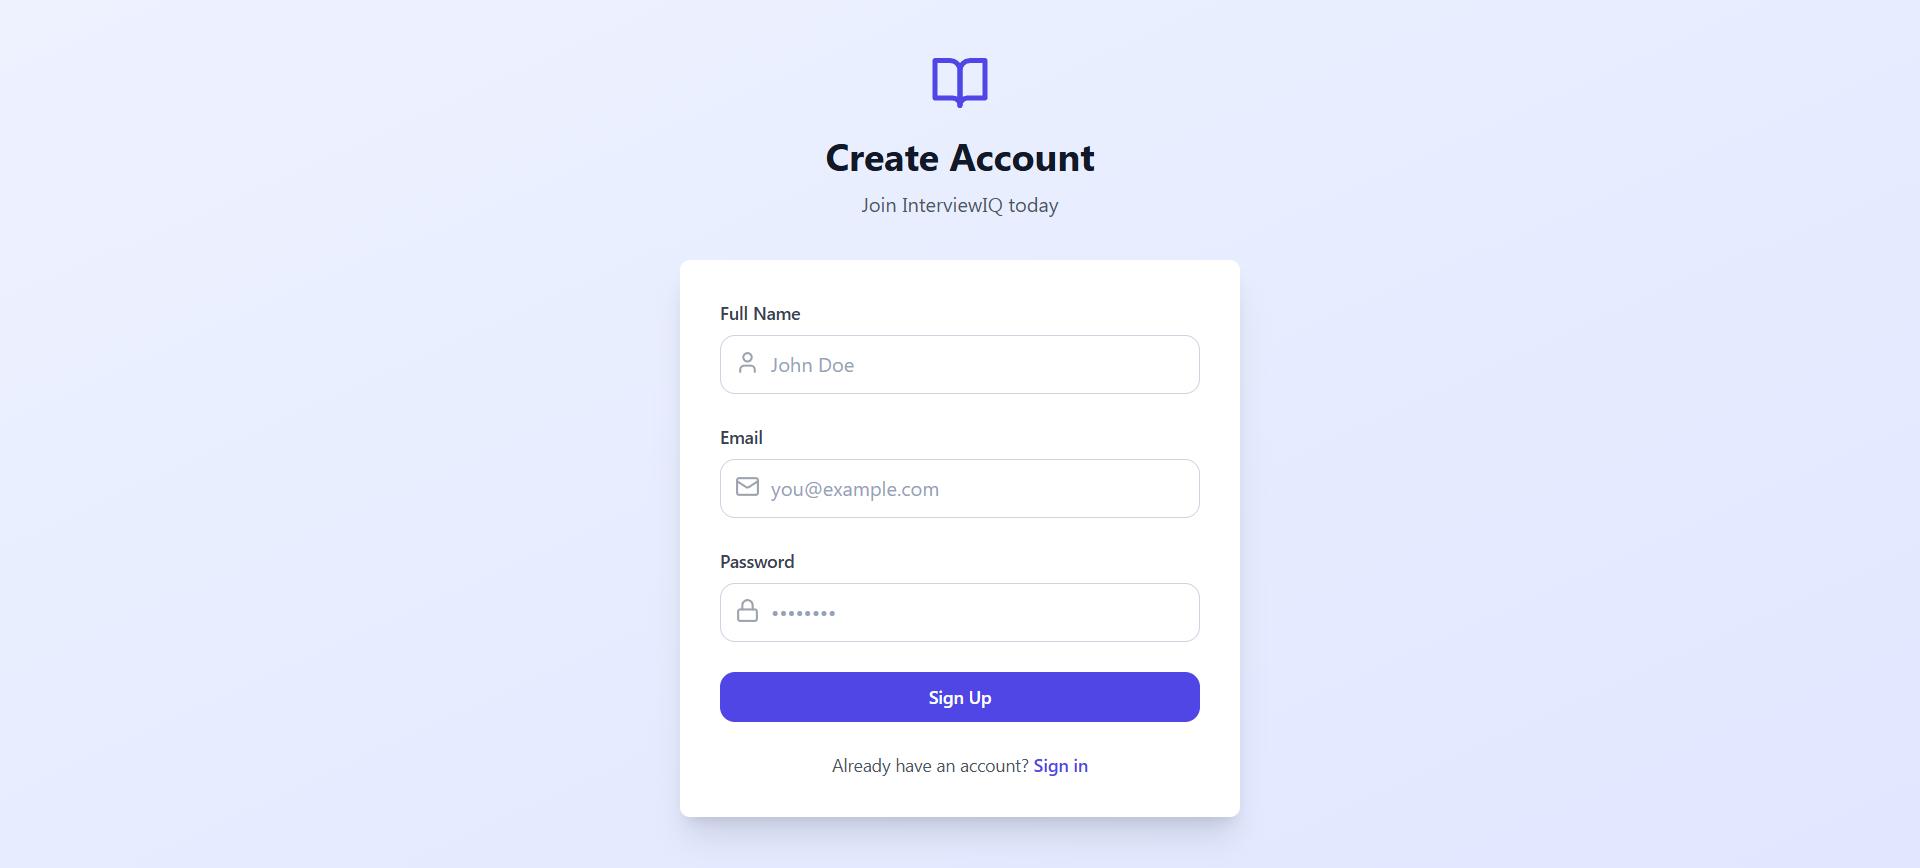 Create Account
Join InterviewIQ today
Full Name
John Doe
Email
you@example.com
Password
••••••••
Sign Up
Already have an account? Sign in